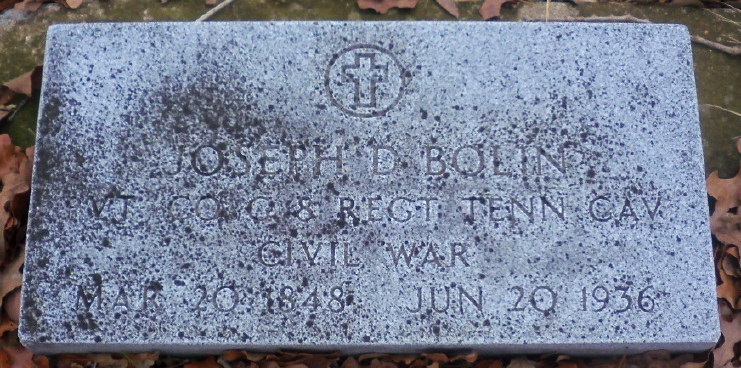 JOSEPH D BOLIN
PVT CO C 8 REGT TENN CAV
CIVIL WAR
MAR 20 1848 JUN 20 1936